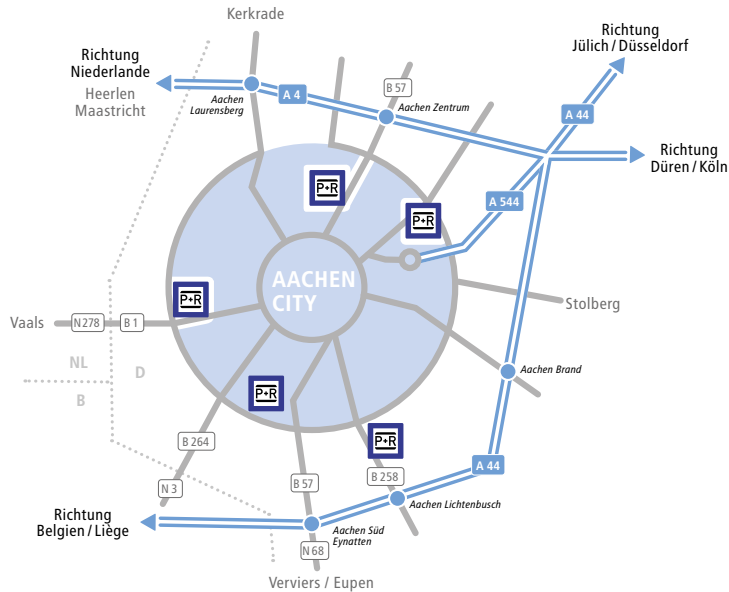 Kerkrade
Richtung
Niederlande
Heerlen
Maastricht
Aachen
Laurensberg
A 4
B 57
Aachen Zentrum
Richtung
Jülich / Düsseldorf
A 44
Richtung
Düren / Köln
A 544
P+R
P+R
P+R
AACHEN
CITY
Stolberg
Vaals
N 278
B 1
NL
D
B
Aachen Brand
P+R
P+R
B 264
N 3
B 57
B 258
A 44
Aachen Lichtenbusch
Richtung
Belgien / Liège
Aachen Süd
Eynatten
N 68
Verviers / Eupen